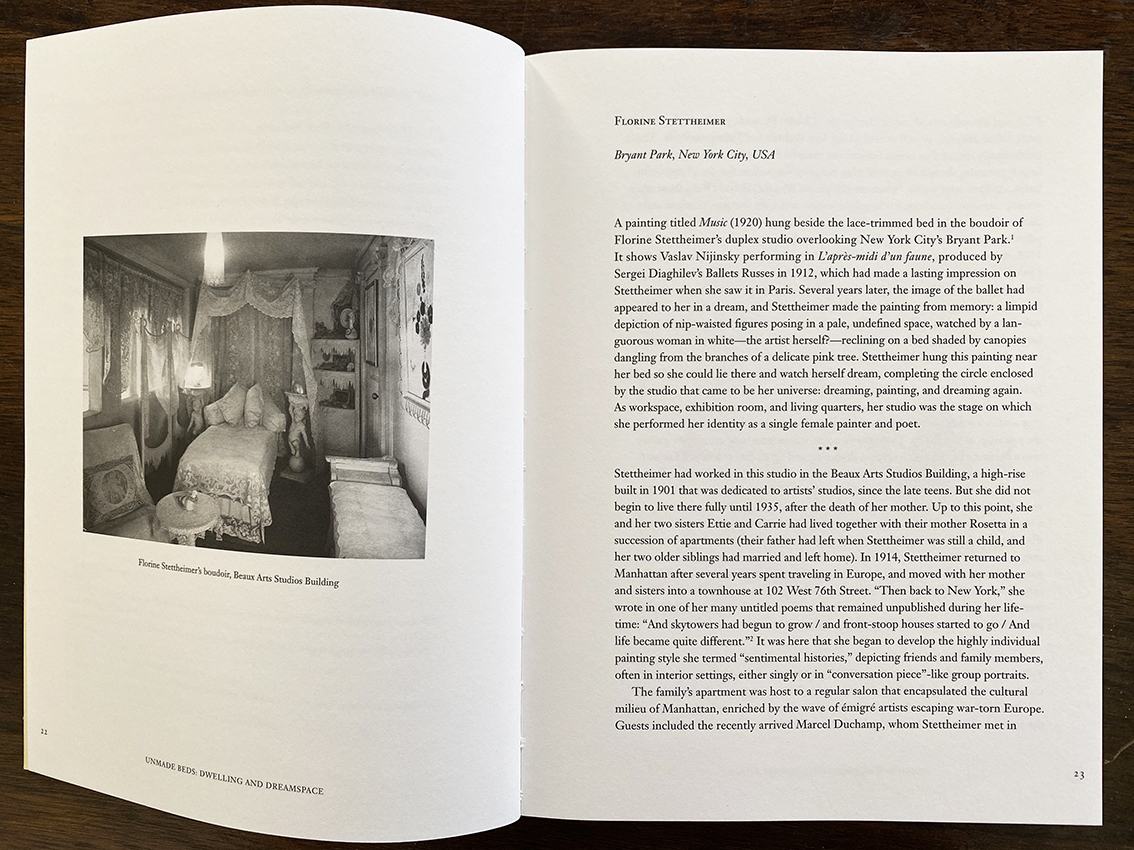 Florine Stettheimer's boudoir, Beaux Arts Studios Building
22
UNMADE BEDS: DWELLING AND DREAMSPACE
Florine Stettheimer
Bryant Park, New York City, USA
A painting titled Music (1920) hung beside the lace-trimmed bed in the boudoir of
Florine Stettheimer's duplex studio overlooking New York City's Bryant Park.¹
It shows Vaslav Nijinsky performing in L'après-midi d'un faune, produced by
Sergei Diaghilev's Ballets Russes in 1912, which had made a lasting impression on
Stettheimer when she saw it in Paris. Several years later, the image of the ballet had
appeared to her in a dream, and Stettheimer made the painting from memory: a limpid
depiction of nip-waisted figures posing in a pale, undefined space, watched by a lan-
guorous woman in white—the artist herself?—reclining on a bed shaded by canopies
dangling from the branches of a delicate pink tree. Stettheimer hung this painting near
her bed so she could lie there and watch herself dream, completing the circle enclosed
by the studio that came to be her universe: dreaming, painting, and dreaming again.
As workspace, exhibition room, and living quarters, her studio was the stage on which
she performed her identity as a single female painter and poet.
***
Stettheimer had worked in this studio in the Beaux Arts Studios Building, a high-rise
built in 1901 that was dedicated to artists' studios, since the late teens. But she did not
begin to live there fully until 1935, after the death of her mother. Up to this point, she
and her two sisters Ettie and Carrie had lived together with their mother Rosetta in a
succession of apartments (their father had left when Stettheimer was still a child, and
her two older siblings had married and left home). In 1914, Stettheimer returned to
Manhattan after several years spent traveling in Europe, and moved with her mother
and sisters into a townhouse at 102 West 76th Street. “Then back to New York,” she
wrote in one of her many untitled poems that remained unpublished during her life-
time: “And skytowers had begun to grow / and front-stoop houses started to go / And
life became quite different.”² It was here that she began to develop the highly individual
painting style she termed “sentimental histories,” depicting friends and family members,
often in interior settings, either singly or in “conversation piece”-like group portraits.
The family's apartment was host to a regular salon that encapsulated the cultural
milieu of Manhattan, enriched by the wave of émigré artists escaping war-torn Europe.
Guests included the recently arrived Marcel Duchamp, whom Stettheimer met in
23